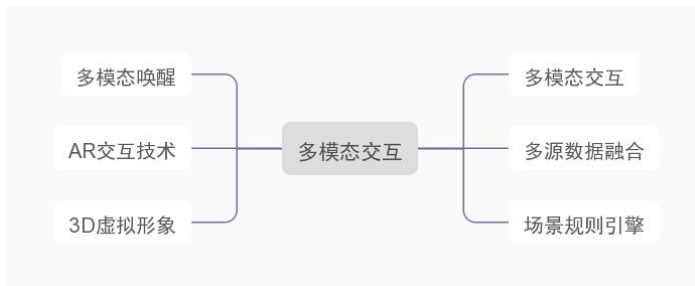 多模态唤醒
AR交互技术
3D虚拟形象
多模态交互
多模态交互
多源数据融合
场景规则引擎